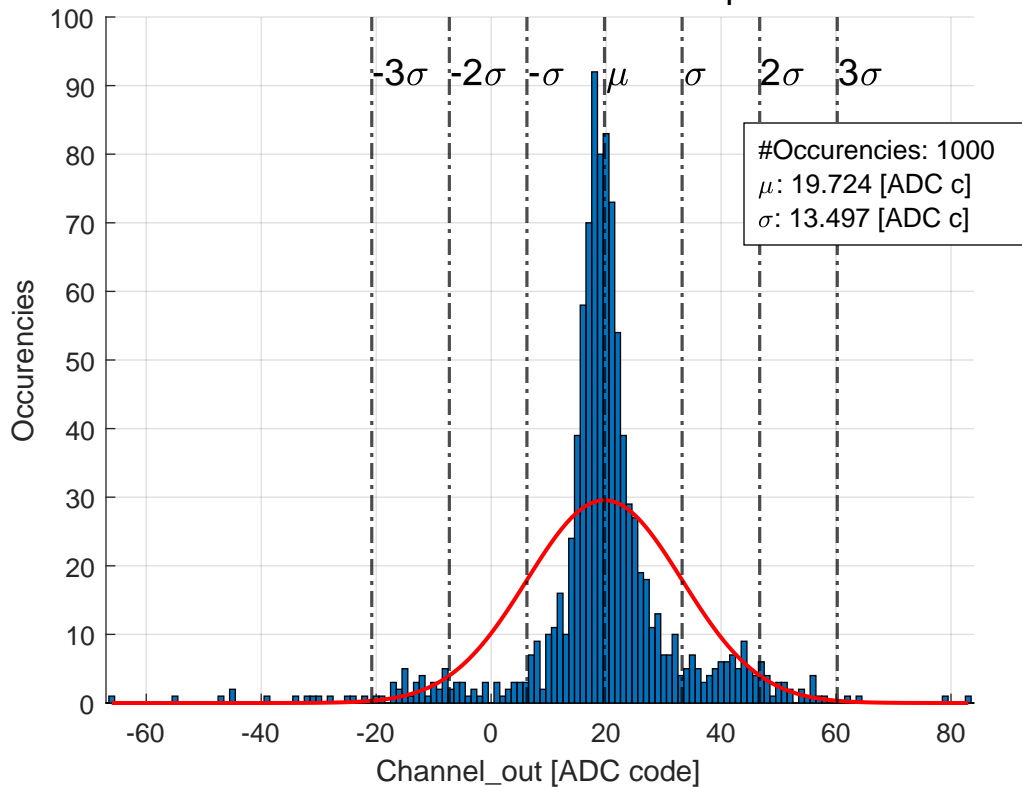 -3σ -2σ -σ μ σ 2σ 3σ
#Occurencies: 1000
μ: 19.724 [ADC c]
σ: 13.497 [ADC c]
100
90
80
70
60
50
40
30
20
10
0
Occurencies
-60 -40 -20 0 20 40 60 80
Channel_out [ADC code]